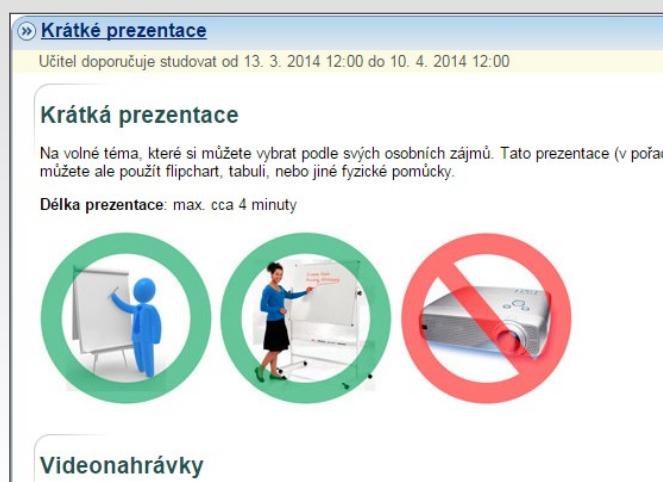 Krátké prezentace
Učitel doporučuje studovat od 13. 3. 2014 12:00 do 10. 4. 2014 12:00
Krátká prezentace
Na volné téma, které si můžete vybrat podle svých osobních zájmů. Tato prezentace (v pořad
můžete ale použít flipchart, tabuli, nebo jiné fyzické pomůcky.
Délka prezentace: max. cca 4 minuty
Videonahrávky